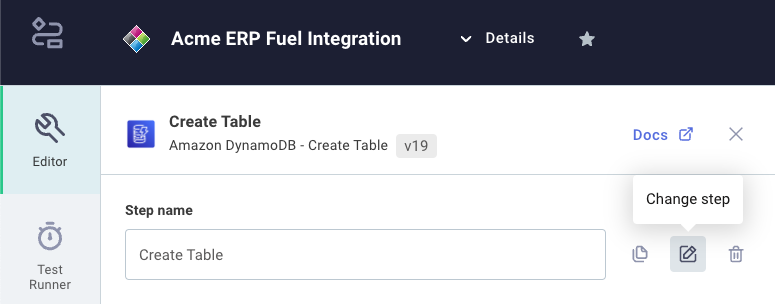 Acme ERP Fuel Integration
Details
Editor
Create Table
Amazon DynamoDB - Create Table v19
Docs
Change step
Step name
Create Table
Test
Runner